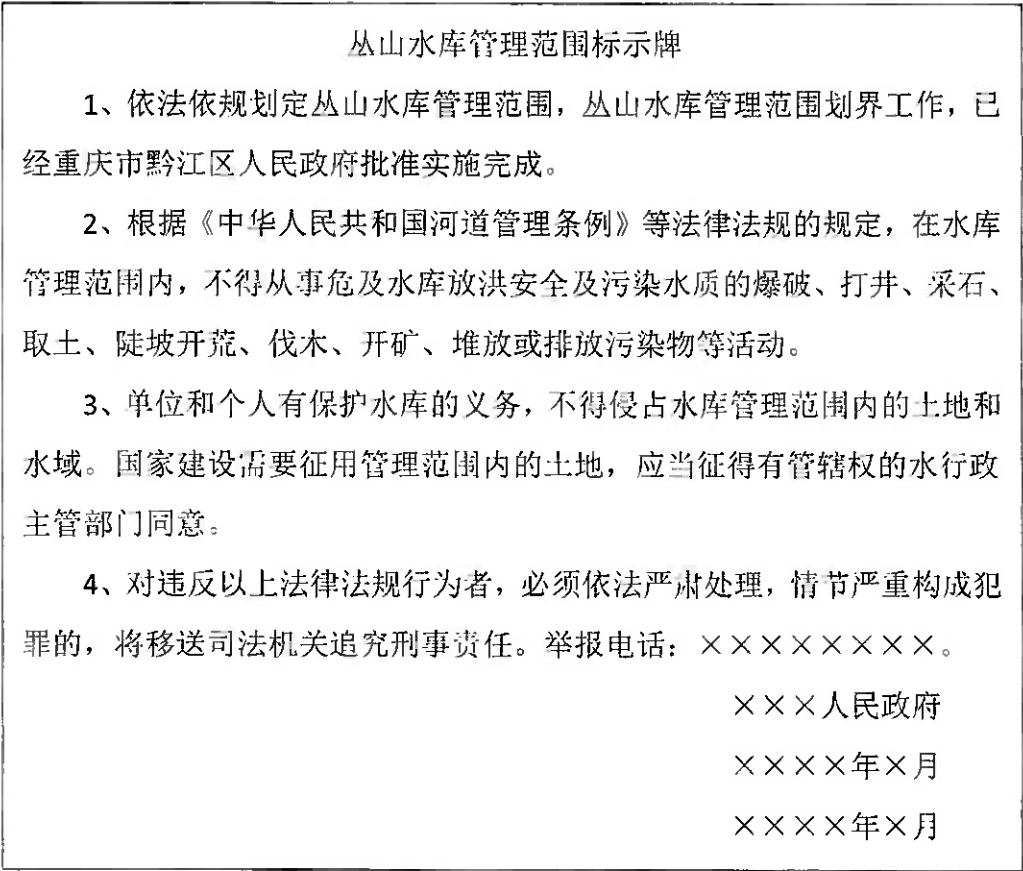 丛山水库管理范围标示牌
1、依法依规划定丛山水库管理范围，丛山水库管理范围划界工作，已
经重庆市黔江区人民政府批准实施完成。
2、根据《中华人民共和国河道管理条例》等法律法规的规定，在水库
管理范围内，不得从事危及水库放洪安全及污染水质的爆破、打井、采石、
取土、陡坡开荒、伐木、开矿、堆放或排放污染物等活动。
3、单位和个人有保护水库的义务，不得侵占水库管理范围内的土地和
水域。国家建设需要征用管理范围内的土地，应当征得有管辖权的水行政
主管部门同意。
4、对违反以上法律法规行为者，必须依法严肃处理，情节严重构成犯
罪的，将移送司法机关追究刑事责任。举报电话：××××××××。
×××人民政府
××××年×月
××××年×月